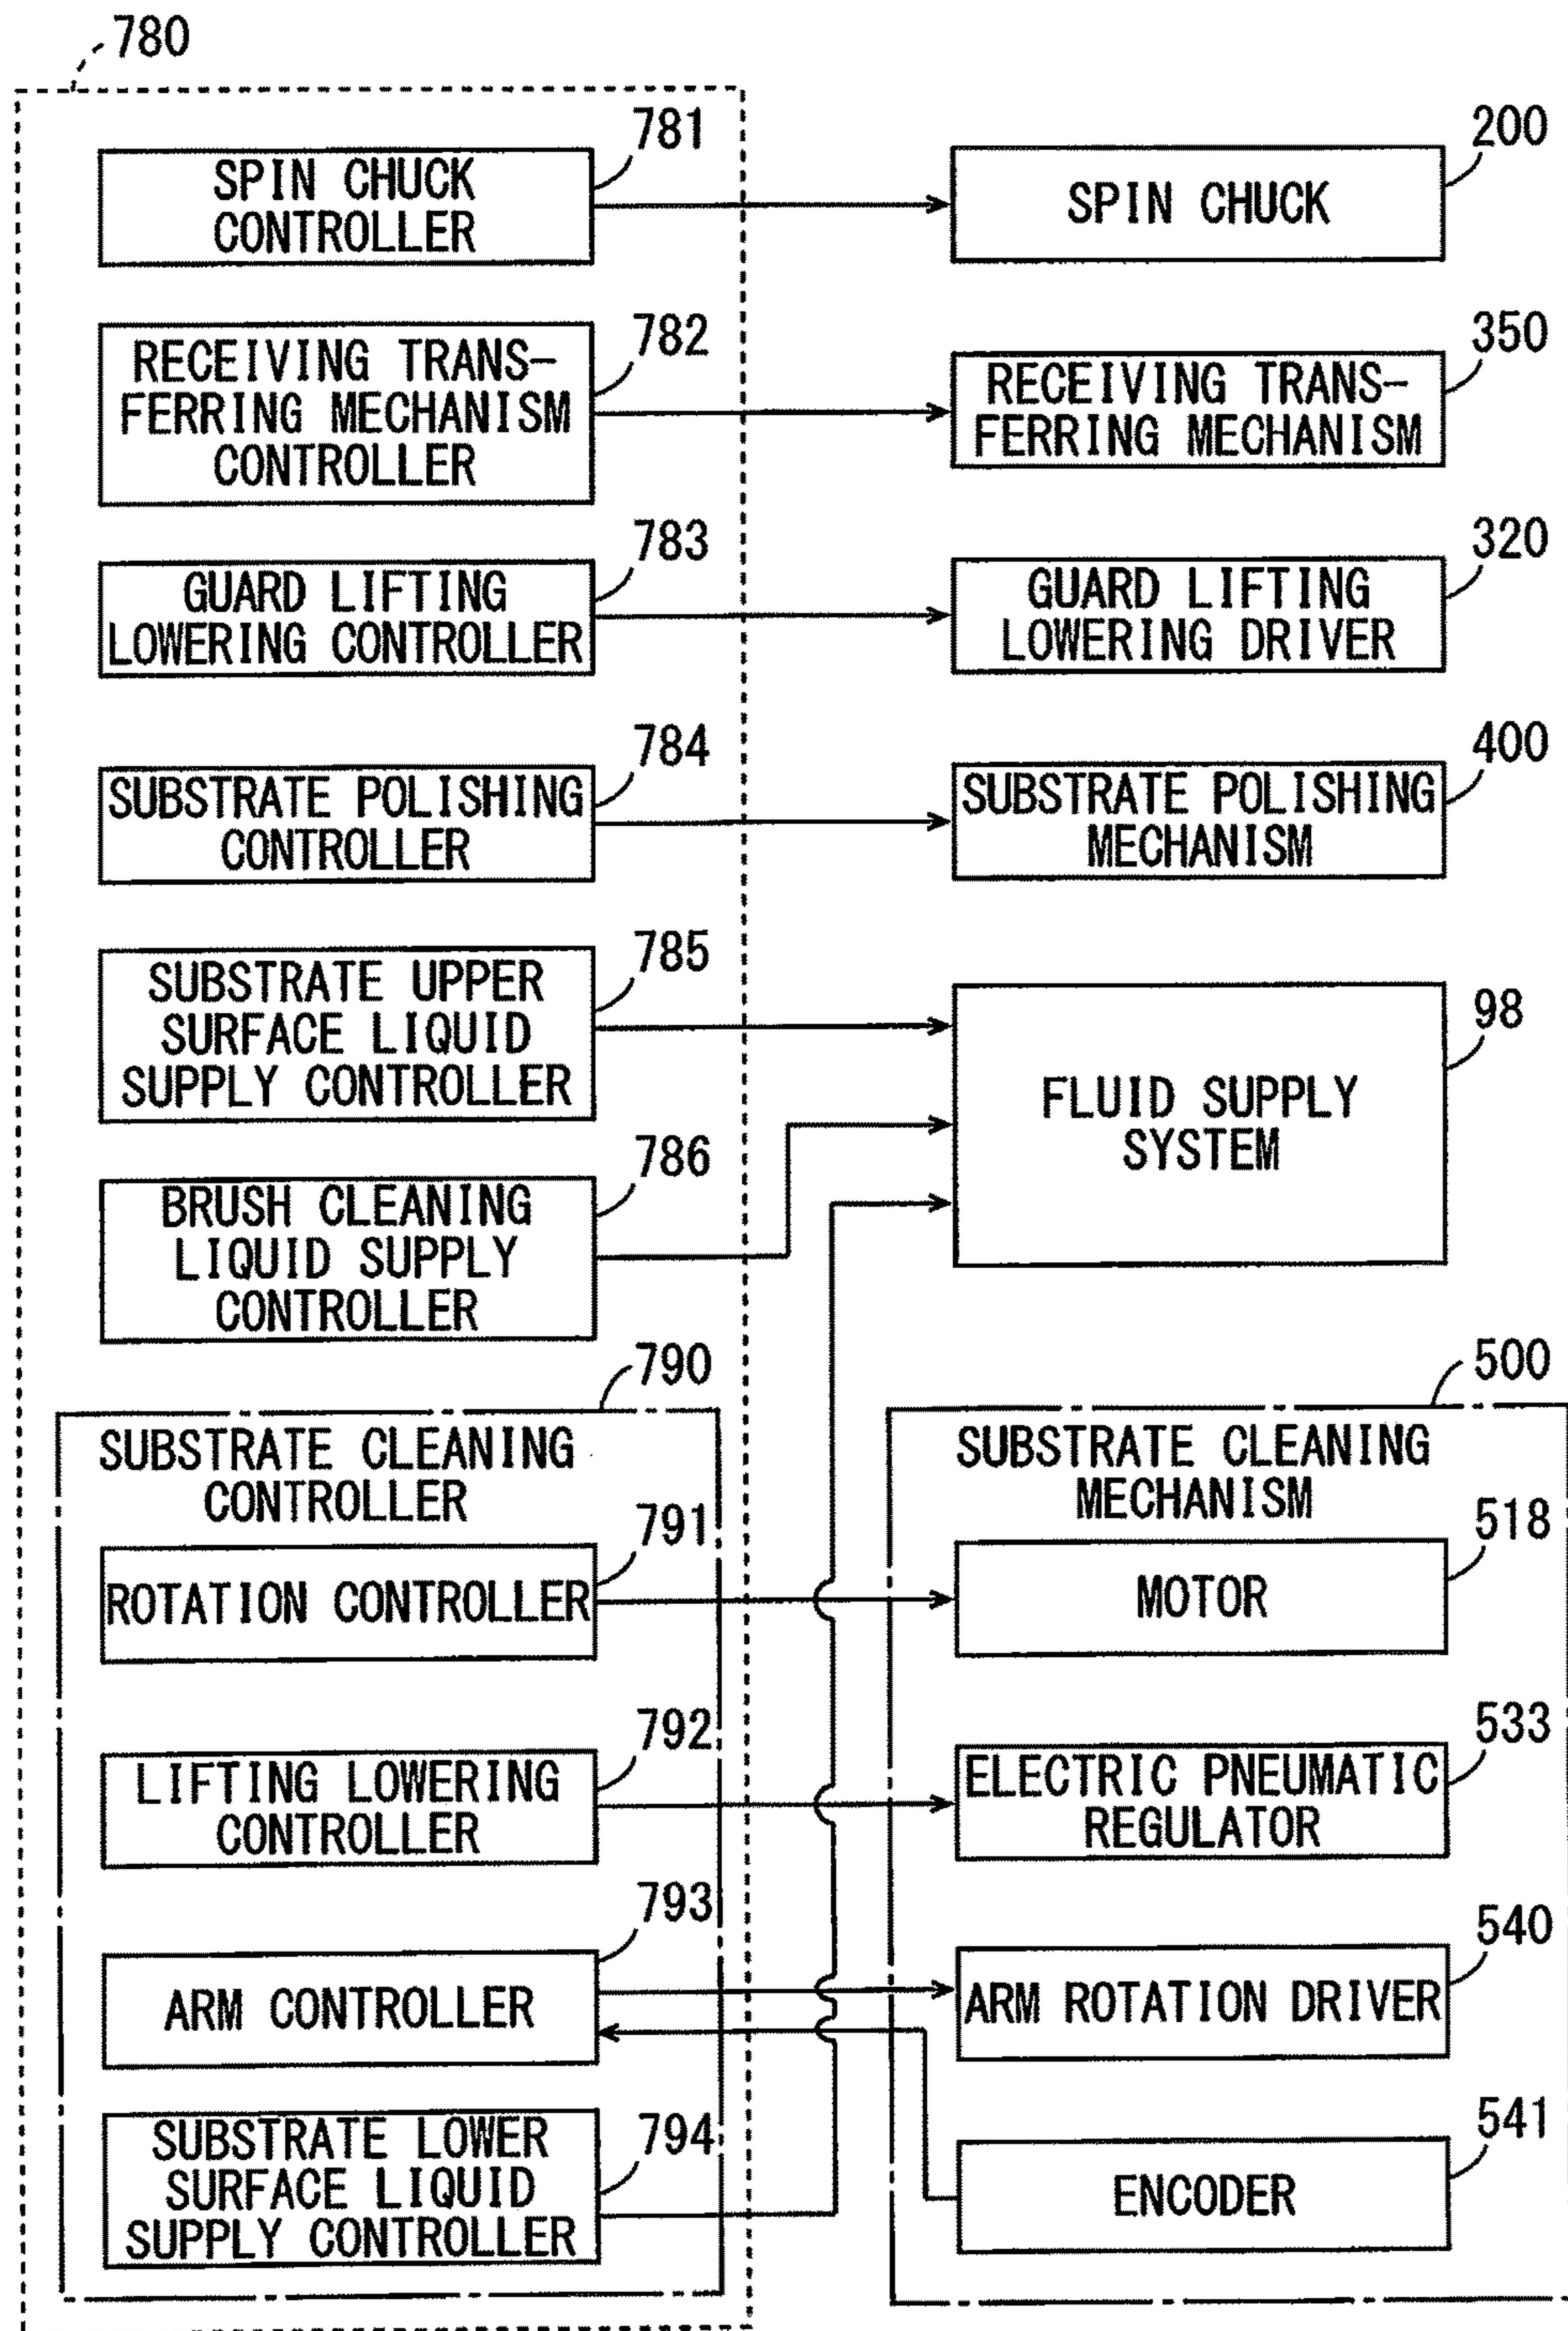 780
781
SPIN CHUCK
CONTROLLER
200
SPIN CHUCK
782
RECEIVING TRANS-
FERRING MECHANISM
CONTROLLER
350
RECEIVING TRANS-
FERRING MECHANISM
783
GUARD LIFTING
LOWERING CONTROLLER
320
GUARD LIFTING
LOWERING DRIVER
784
SUBSTRATE POLISHING
CONTROLLER
400
SUBSTRATE POLISHING
MECHANISM
785
SUBSTRATE UPPER
SURFACE LIQUID
SUPPLY CONTROLLER
98
FLUID SUPPLY
SYSTEM
786
BRUSH CLEANING
LIQUID SUPPLY
CONTROLLER
790
SUBSTRATE CLEANING
CONTROLLER
500
SUBSTRATE CLEANING
MECHANISM
791
ROTATION CONTROLLER
518
MOTOR
792
LIFTING LOWERING
CONTROLLER
533
ELECTRIC PNEUMATIC
REGULATOR
793
ARM CONTROLLER
540
ARM ROTATION DRIVER
794
SUBSTRATE LOWER
SURFACE LIQUID
SUPPLY CONTROLLER
541
ENCODER